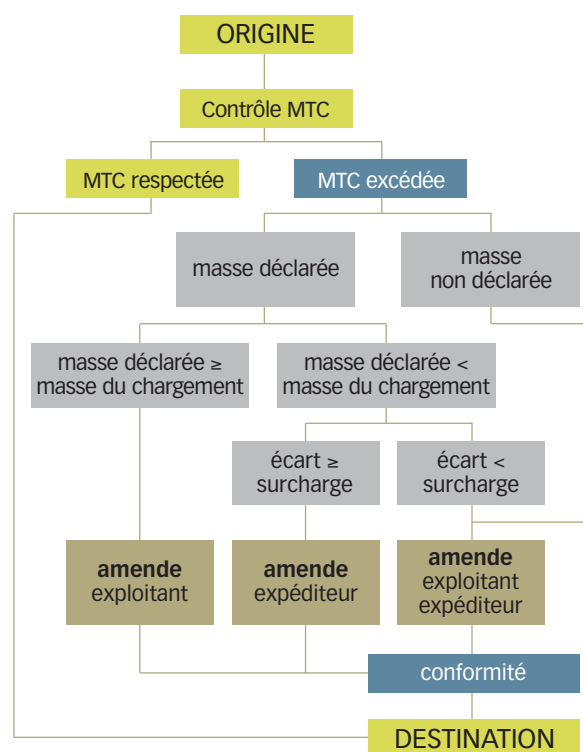 ORIGINE
Contrôle MTC
MTC respectée
MTC excédée
masse déclarée
masse
non déclarée
masse déclarée ≥
masse du chargement
masse déclarée <
masse du chargement
écart ≥
surcharge
écart <
surcharge
amende
exploitant
amende
expéditeur
amende
exploitant
expéditeur
conformité
DESTINATION